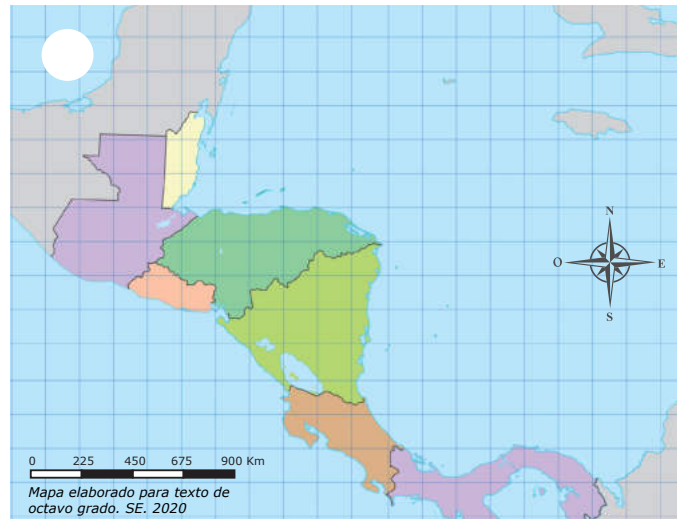 N
O E
S
0 225 450 675 900 Km
Mapa elaborado para texto de
octavo grado. SE. 2020